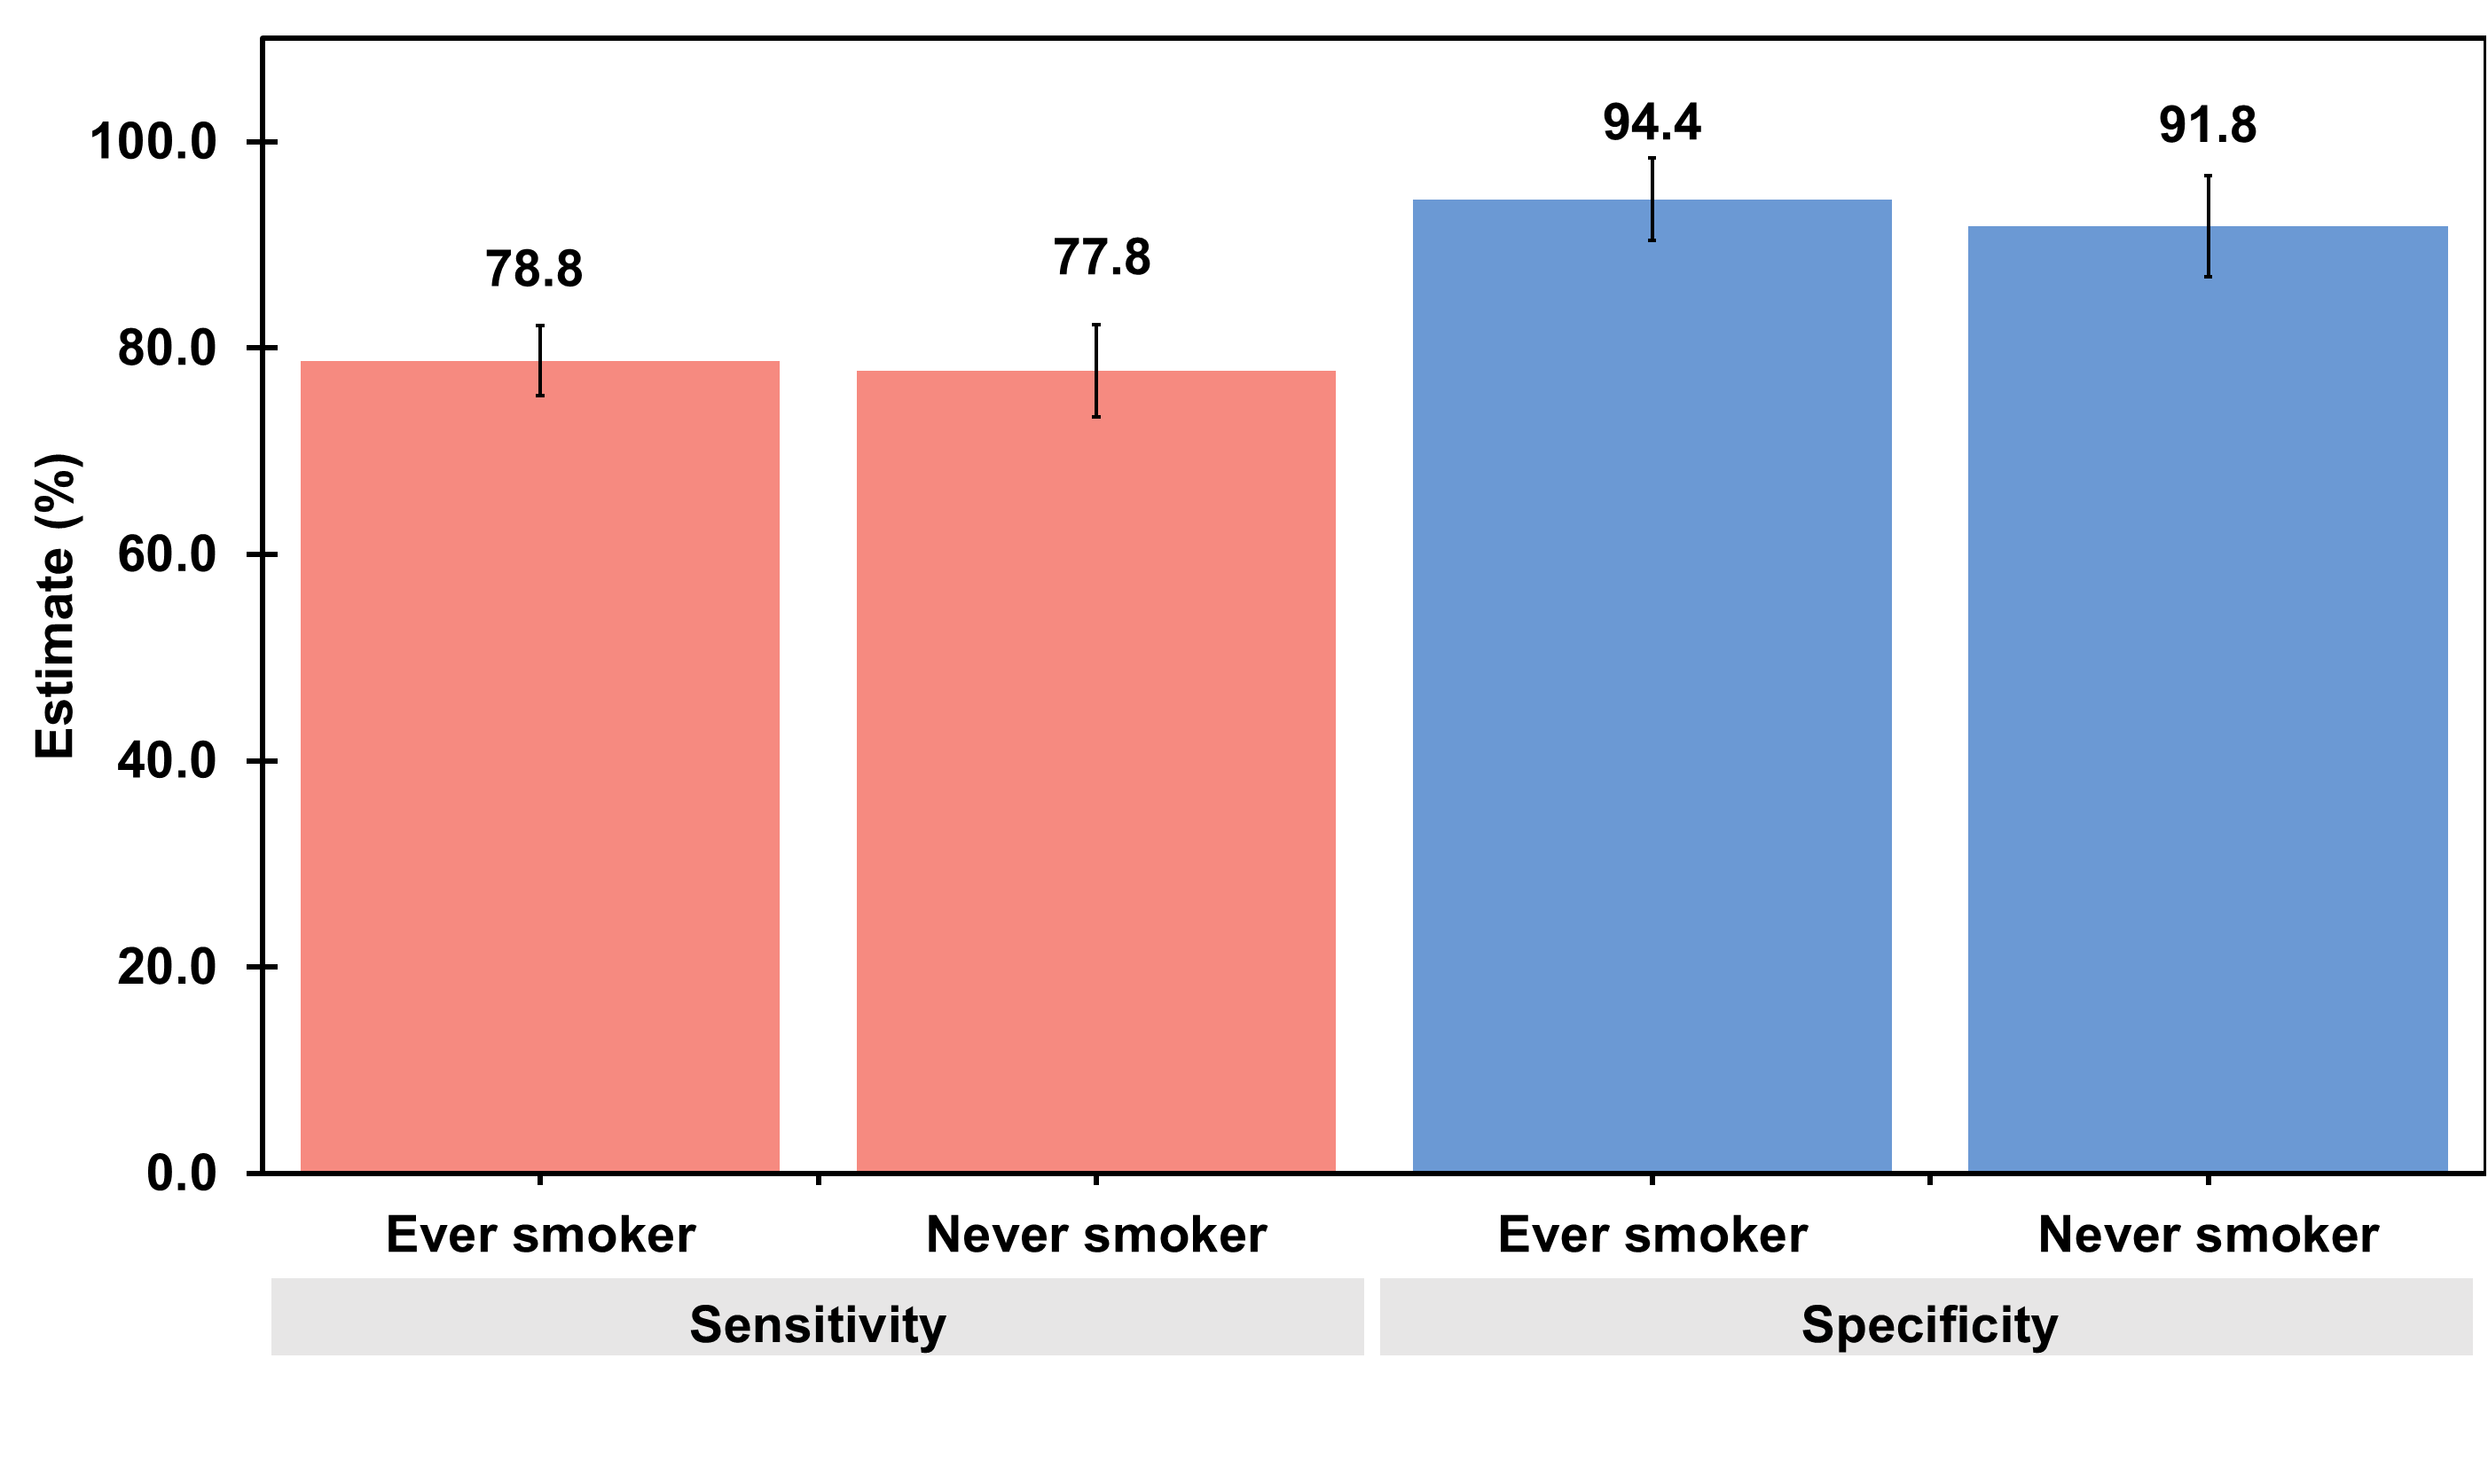 94.4
91.8
100.0
78.8
77.8
80.0
60.0
Estimate (%)
40.0
20.0
0.0
Ever smoker
Never smoker
Ever smoker
Never smoker
Sensitivity
Specificity